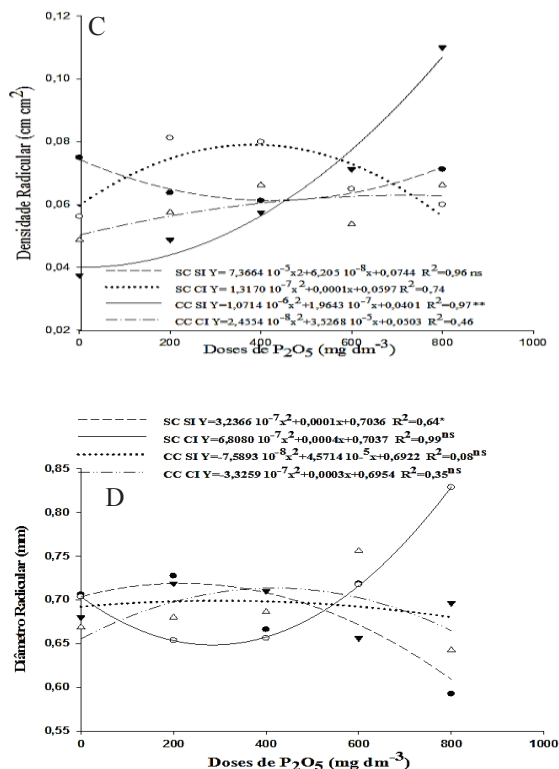 C
0,12
0,10
0,08
0,06
0,04
0,02
Densidade Radicular (cm cm²)
SC SI Y=7,3664 10⁻⁵x2+6,205 10⁻⁸x+0,0744 R²=0,96 ns
SC CI Y=1,3170 10⁻⁷x²+0,0001x+0,0597 R²=0,74
CC SI Y=1,0714 10⁻⁶x²+1,9643 10⁻⁷x+0,0401 R²=0,97**
CC CI Y=2,4554 10⁻⁸x²+3,5268 10⁻⁵x+0,0503 R²=0,46
0 200 400 600 800 1000
Doses de P₂O₅ (mg dm⁻³)
SC SI Y=3,2366 10⁻⁷x²+0,0001x+0,7036 R²=0,64*
SC CI Y=6,8080 10⁻⁷x²+0,0004x+0,7037 R²=0,99ⁿˢ
CC SI Y=-7,5893 10⁻⁸x²+4,5714 10-⁵x+0,6922 R²=0,08ⁿˢ
CC CI Y=-3,3259 10⁻⁷x²+0,0003x+0,6954 R²=0,35ⁿˢ
D
0,85
0,80
0,75
0,70
0,65
0,60
0,55
Diâmetro Radicular (mm)
0 200 400 600 800 1000
Doses de P₂O₅ (mg dm⁻³)